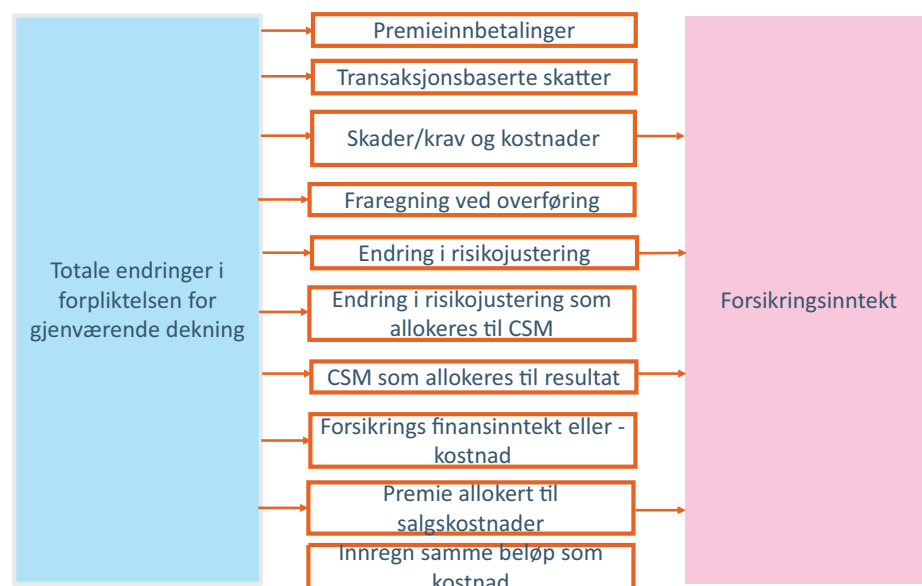 Totale endringer i
forpliktelsen for
gjenværende dekning
Premieinnbetalinger
Transaksjonsbaserte skatter
Skader/krav og kostnader
Fraregning ved overføring
Endring i risikojustering
Endring i risikojustering som
allokeres til CSM
CSM som allokeres til resultat
Forsikrings finansinntekt eller -
kostnad
Premie allokert til
salgskostnader
Innregn samme beløp som
kostnad
Forsikringsinntekt